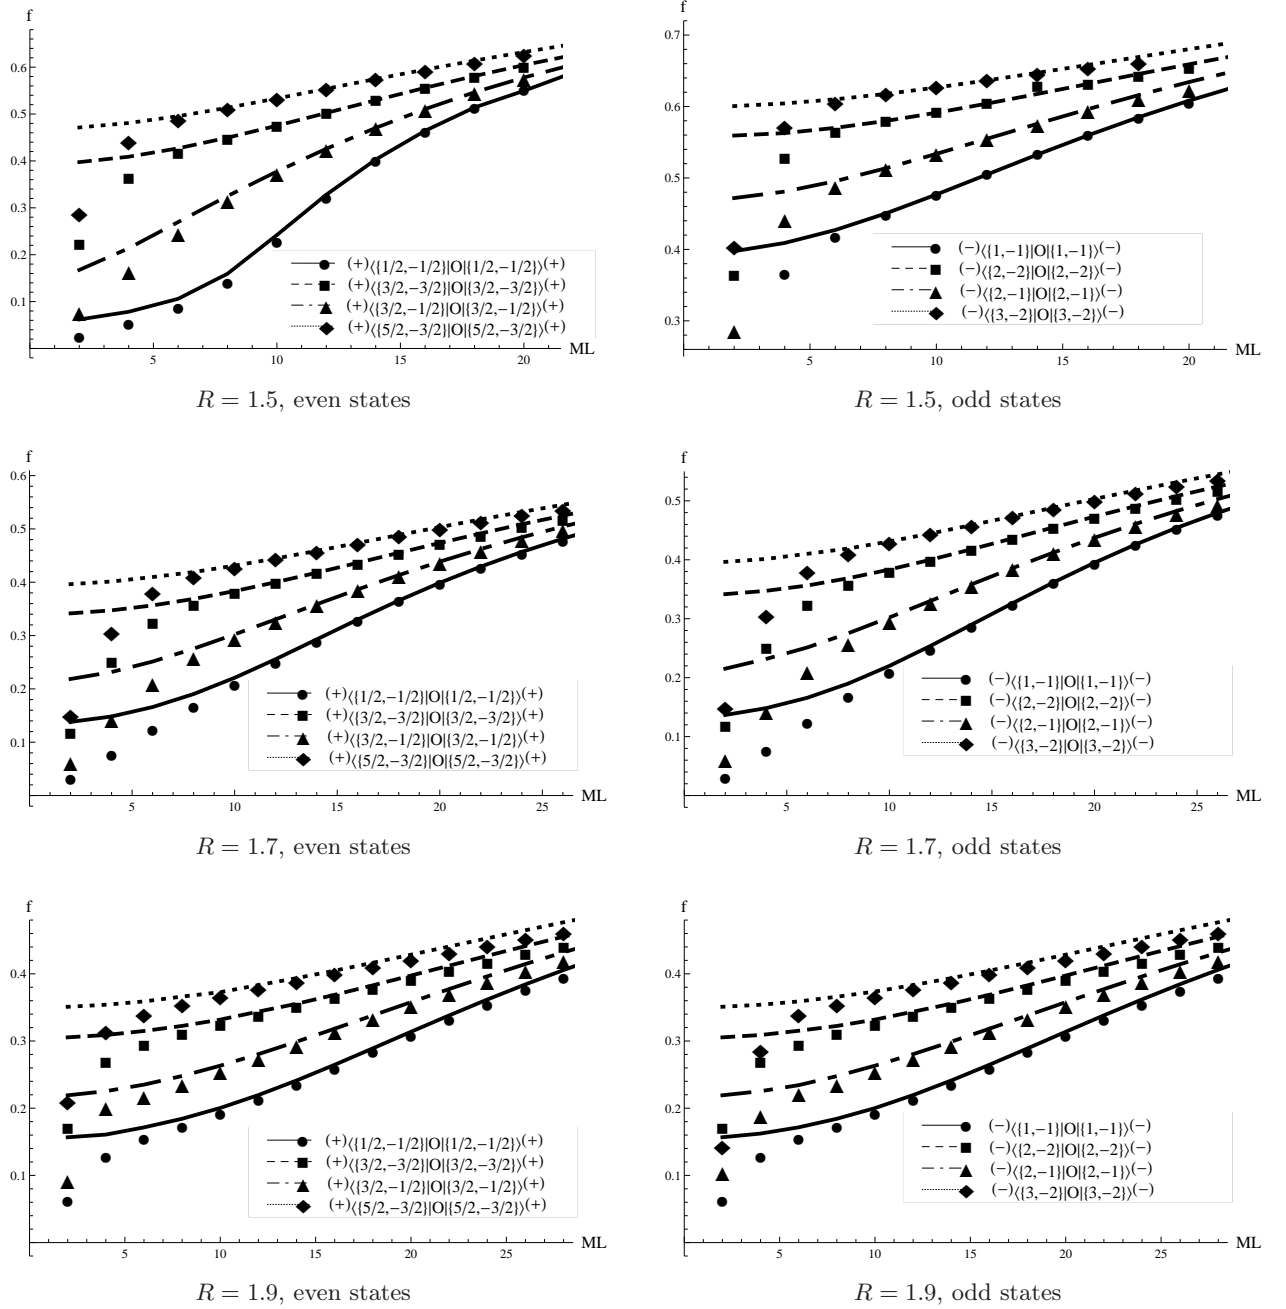 f
0.6
0.5
0.4
0.3
0.2
0.1
5 10 15 20
ML
(+)⟨{1/2,−1/2}|O|{1/2,−1/2}⟩(+)
(+)⟨{3/2,−3/2}|O|{3/2,−3/2}⟩(+)
(+)⟨{3/2,−1/2}|O|{3/2,−1/2}⟩(+)
(+)⟨{5/2,−3/2}|O|{5/2,−3/2}⟩(+)
R = 1.5, even states
f
0.7
0.6
0.5
0.4
0.3
5 10 15 20
ML
(−)⟨{1,−1}|O|{1,−1}⟩(−)
(−)⟨{2,−2}|O|{2,−2}⟩(−)
(−)⟨{2,−1}|O|{2,−1}⟩(−)
(−)⟨{3,−2}|O|{3,−2}⟩(−)
R = 1.5, odd states
f
0.6
0.5
0.4
0.3
0.2
0.1
5 10 15 20 25
ML
(+)⟨{1/2,−1/2}|O|{1/2,−1/2}⟩(+)
(+)⟨{3/2,−3/2}|O|{3/2,−3/2}⟩(+)
(+)⟨{3/2,−1/2}|O|{3/2,−1/2}⟩(+)
(+)⟨{5/2,−3/2}|O|{5/2,−3/2}⟩(+)
R = 1.7, even states
f
0.5
0.4
0.3
0.2
0.1
5 10 15 20 25
ML
(−)⟨{1,−1}|O|{1,−1}⟩(−)
(−)⟨{2,−2}|O|{2,−2}⟩(−)
(−)⟨{2,−1}|O|{2,−1}⟩(−)
(−)⟨{3,−2}|O|{3,−2}⟩(−)
R = 1.7, odd states
f
0.4
0.3
0.2
0.1
5 10 15 20 25
ML
(+)⟨{1/2,−1/2}|O|{1/2,−1/2}⟩(+)
(+)⟨{3/2,−3/2}|O|{3/2,−3/2}⟩(+)
(+)⟨{3/2,−1/2}|O|{3/2,−1/2}⟩(+)
(+)⟨{5/2,−3/2}|O|{5/2,−3/2}⟩(+)
R = 1.9, even states
f
0.4
0.3
0.2
0.1
5 10 15 20 25
ML
(−)⟨{1,−1}|O|{1,−1}⟩(−)
(−)⟨{2,−2}|O|{2,−2}⟩(−)
(−)⟨{2,−1}|O|{2,−1}⟩(−)
(−)⟨{3,−2}|O|{3,−2}⟩(−)
R = 1.9, odd states